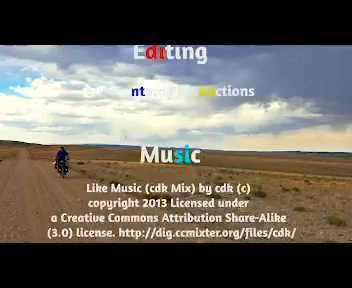 Editing
Music
Like Music (cdk Mix) by cdk (c)
copyright 2013 Licensed under
a Creative Commons Attribution Share-Alike
(3.0) license. http://dig.ccmixter.org/files/cdk/